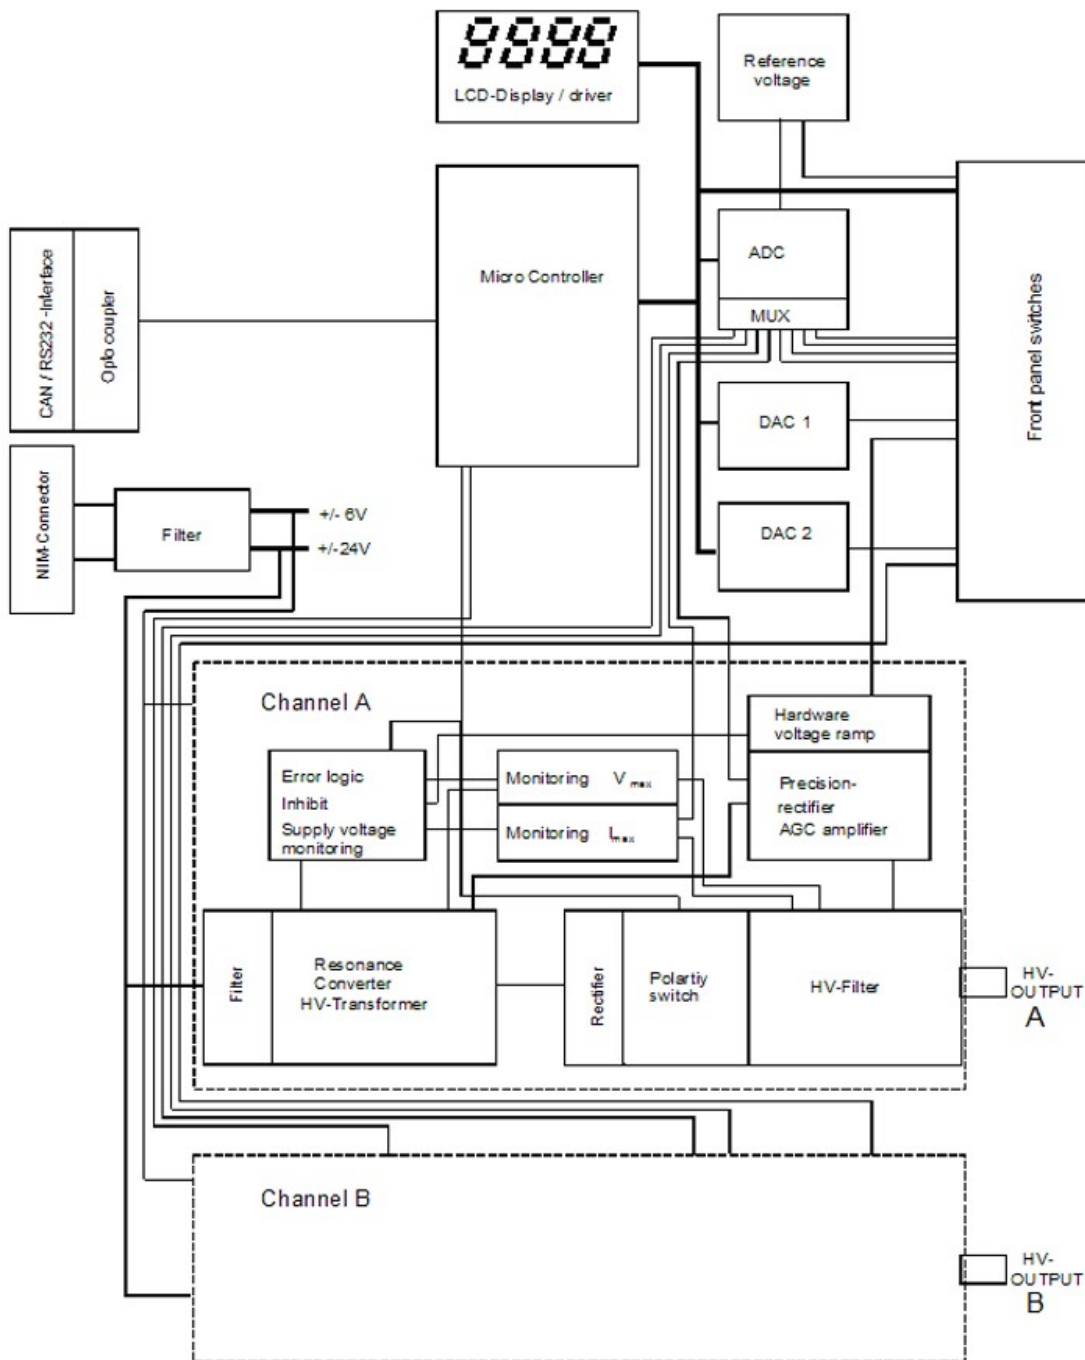 8888
LCD-Display / driver
Reference
voltage
Micro Controller
ADC
MUX
CAN / RS232 -Interface
Opto coupler
Front panel switches
DAC 1
DAC 2
NIM-Connector
Filter
+/- 6V
+/-24V
Channel A
Hardware
voltage ramp
Error logic
Inhibit
Supply voltage
monitoring
Monitoring V max
Monitoring I max
Precision-
rectifier
AGC amplifier
Filter
Resonance
Converter
HV-Transformer
Rectifier
Polartiy
switch
HV-Filter
HV-
OUTPUT
A
Channel B
HV-
OUTPUT
B